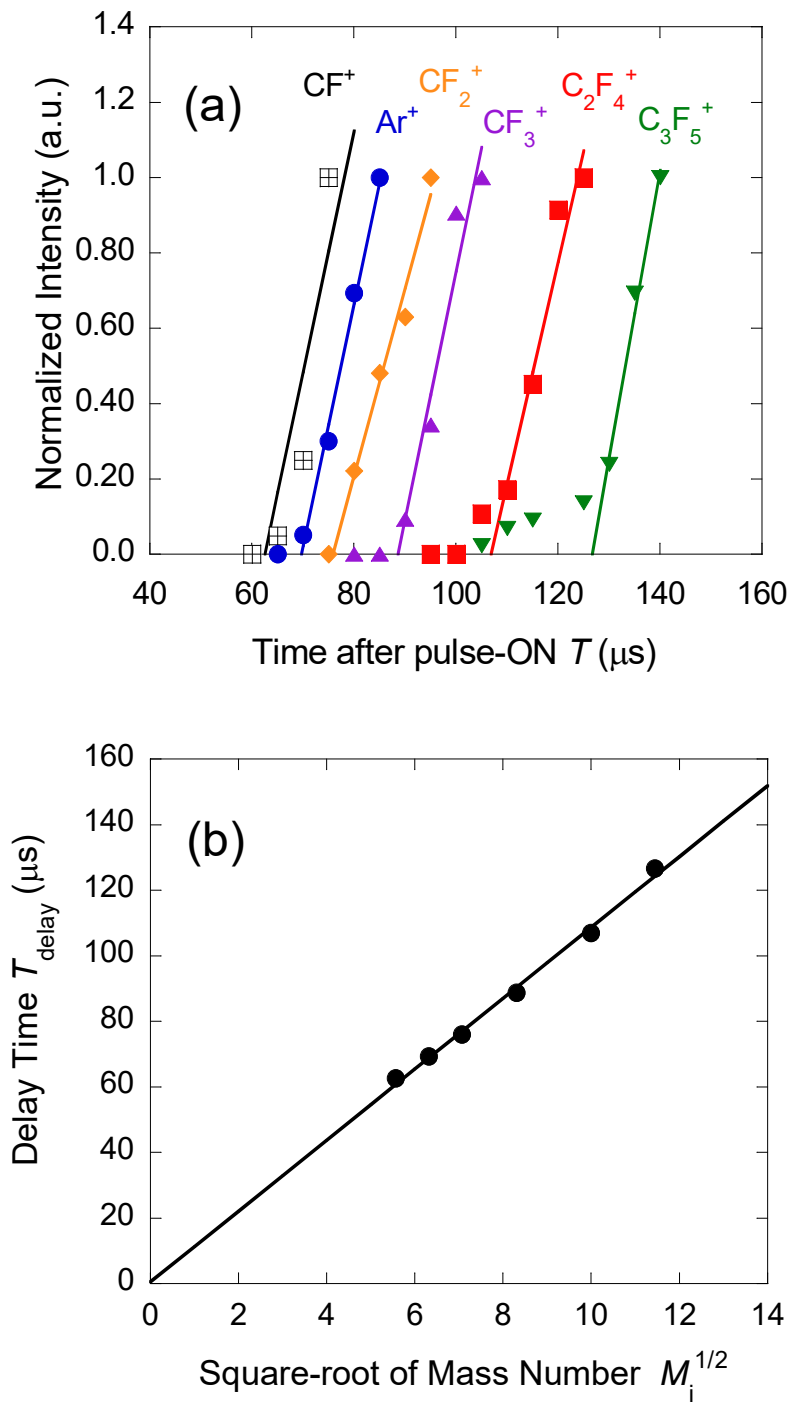 1.4
1.2
1.0
0.80
0.60
0.40
0.20
0.0
Normalized Intensity (a.u.)
(a)
CF⁺
Ar⁺
CF₂⁺
CF₃⁺
C₂F₄⁺
C₃F₅⁺
40 60 80 100 120 140 160
Time after pulse-ON T (μs)
160
140
120
100
80
60
40
20
0
Delay Time T_delay (μs)
(b)
0 2 4 6 8 10 12 14
Square-root of Mass Number M_i^1/2